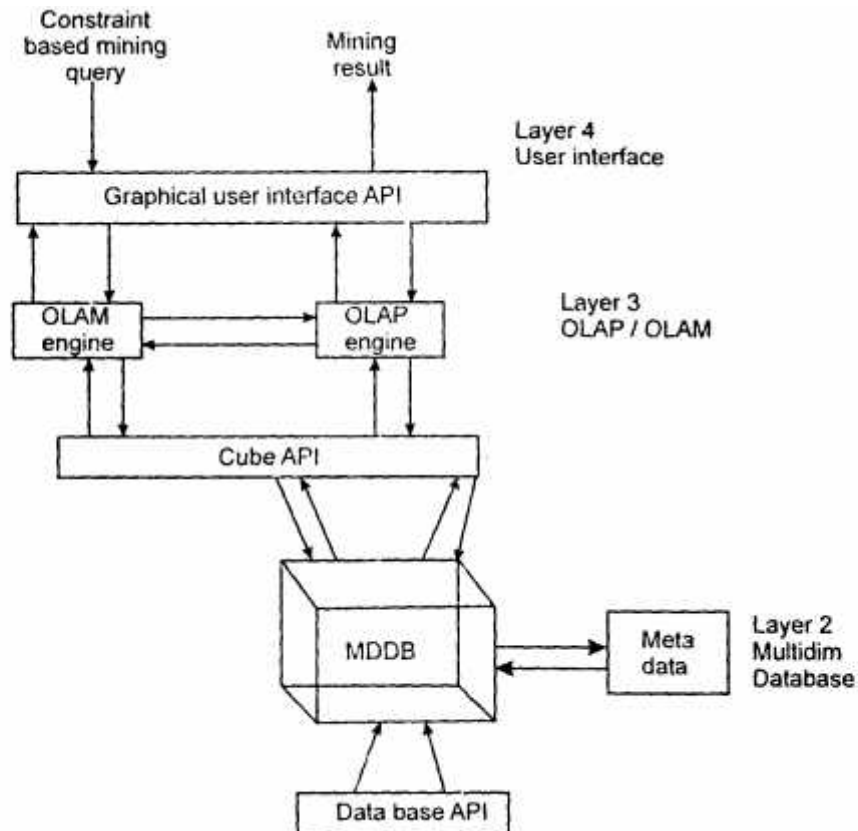 Constraint
based mining
query
Mining
result
Layer 4
User interface
Graphical user interface API
OLAM
engine
OLAP
engine
Layer 3
OLAP / OLAM
Cube API
MDDB
Meta
data
Layer 2
Multidim
Database
Data base API